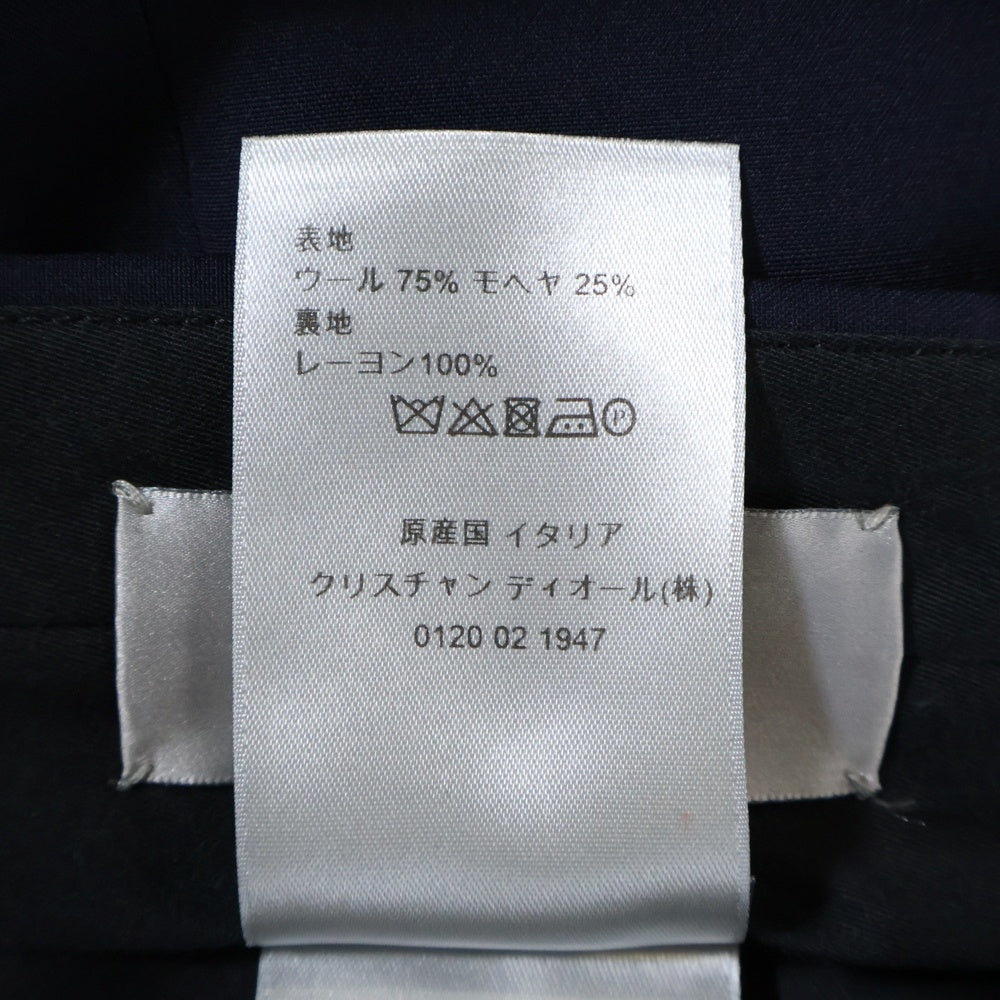 表地
ウール 75% モヘヤ 25%
裏地
レーヨン100%
P
原産国 イタリア
クリスチャン ディオール(株)
0120 02 1947